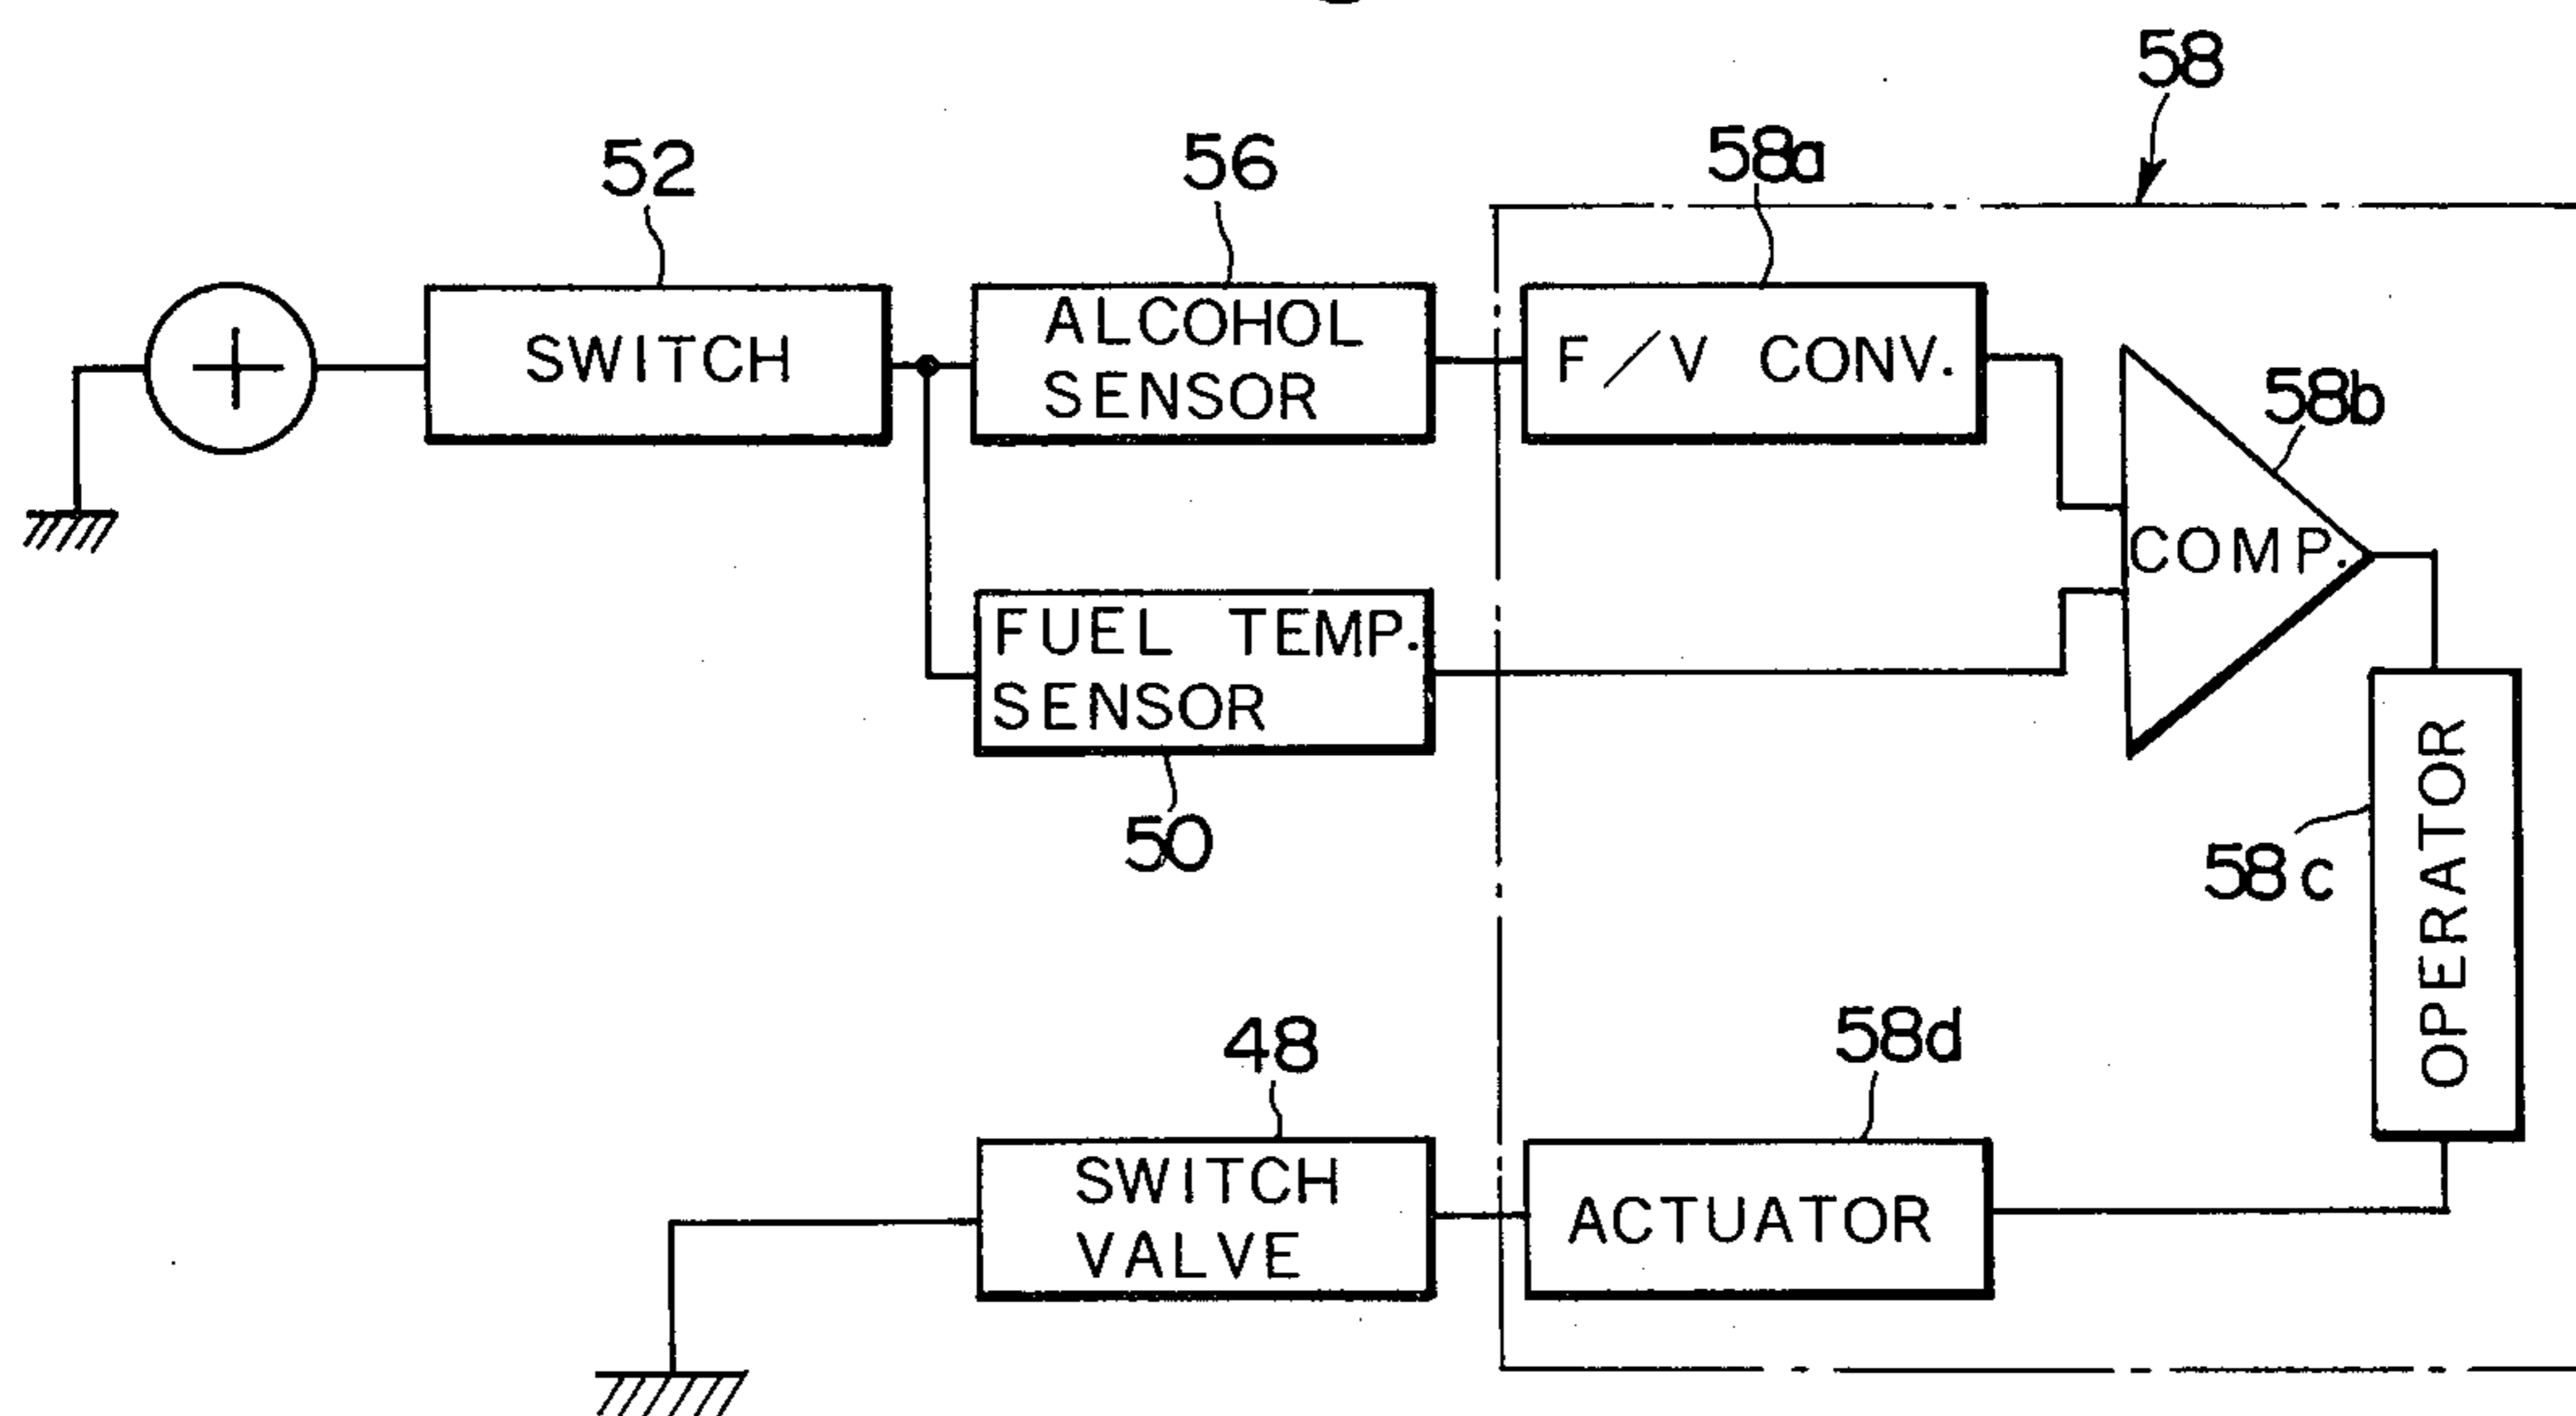 58
52
56
58a
SWITCH
ALCOHOL
SENSOR
F/V CONV.
58b
COMP.
FUEL TEMP.
SENSOR
50
58c
OPERATOR
48
58d
SWITCH
VALVE
ACTUATOR